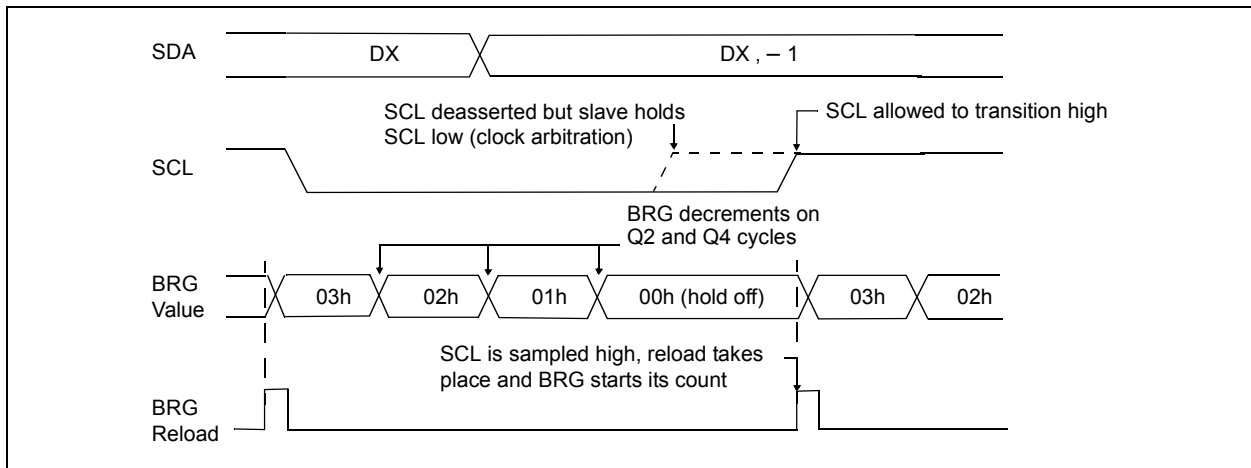 SDA
DX
DX , – 1
SCL deasserted but slave holds
SCL low (clock arbitration)
SCL allowed to transition high
SCL
BRG decrements on
Q2 and Q4 cycles
BRG
Value
03h
02h
01h
00h (hold off)
03h
02h
SCL is sampled high, reload takes
place and BRG starts its count
BRG
Reload